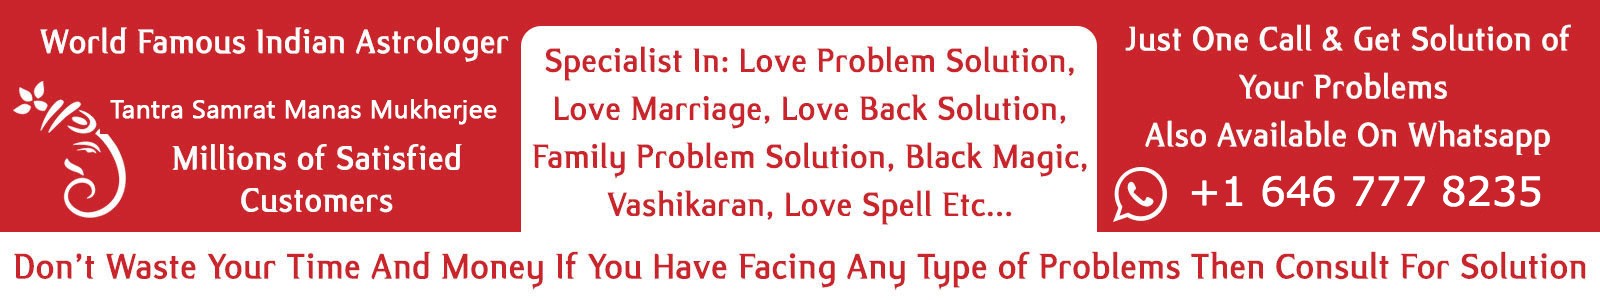 World Famous Indian Astrologer
Tantra Samrat Manas Mukherjee
Millions of Satisfied
Customers
Specialist In: Love Problem Solution,
Love Marriage, Love Back Solution,
Family Problem Solution, Black Magic,
Vashikaran, Love Spell Etc...
Just One Call & Get Solution of
Your Problems
Also Available On Whatsapp
+1 646 777 8235
Don't Waste Your Time And Money If You Have Facing Any Type of Problems Then Consult For Solution